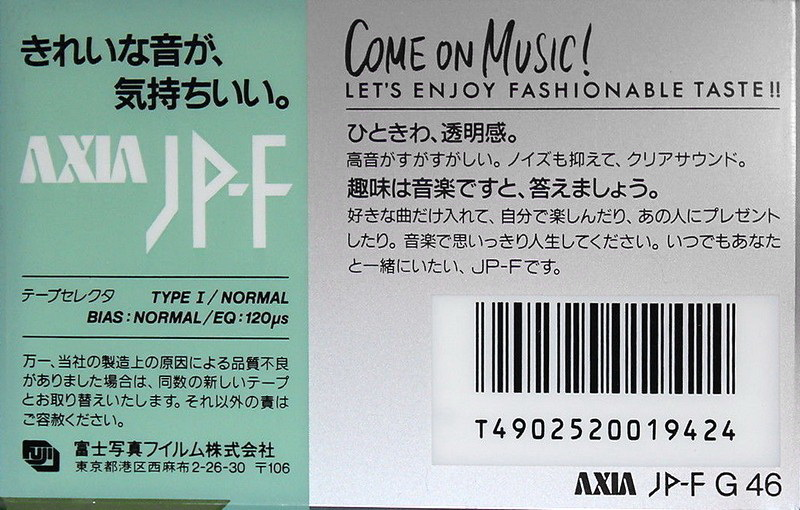 きれいな音が、
気持ちいい。
AXIA JP-F
テープセレクタ TYPE I/NORMAL
BIAS:NORMAL/EQ:120μs
万一、当社の製造上の原因による品質不良
がありました場合は、同数の新しいテープ
とお取り替えいたします。それ以外の責は
ご容赦ください。
FUJI 富士写真フイルム株式会社
東京都港区西麻布2-26-30 〒106
COME ON MUSIC!
LET'S ENJOY FASHIONABLE TASTE!!
ひときわ、透明感。
高音がすがすがしい。ノイズも抑えて、クリアサウンド。
趣味は音楽ですと、答えましょう。
好きな曲だけ入れて、自分で楽しんだり、あの人にプレゼント
したり。音楽で思いっきり人生してください。いつでもあなた
と一緒にいたい、JP-Fです。
T4902520019424
AXIA JP-F G 46